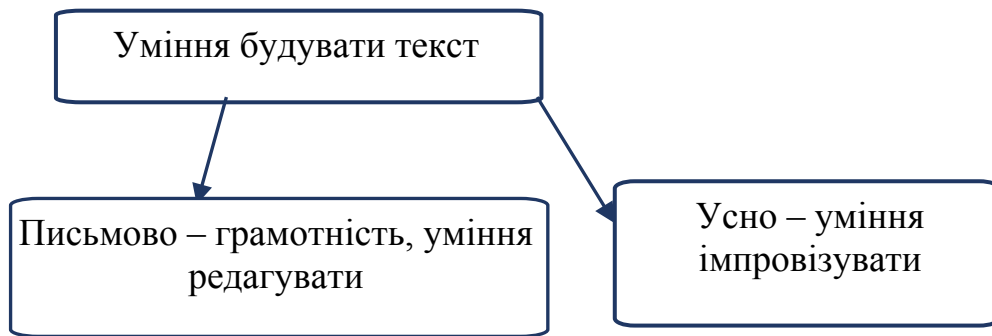 Уміння будувати текст
Письмово – грамотність, уміння
редагувати
Усно – уміння
імпровізувати